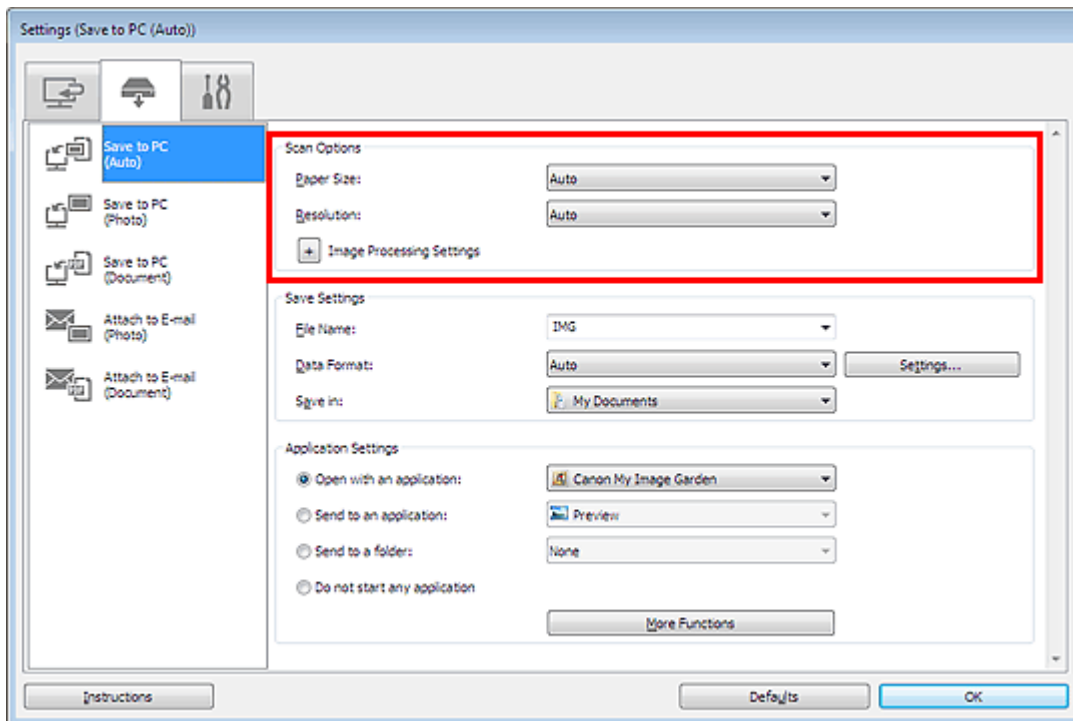 Settings (Save to PC (Auto))
Save to PC
(Auto)
Save to PC
(Photo)
Save to PC
(Document)
Attach to E-mail
(Photo)
Attach to E-mail
(Document)
Scan Options
Paper Size: Auto
Resolution: Auto
+ Image Processing Settings
Save Settings
File Name: IMG
Data Format: Auto Settings...
Save in: My Documents
Application Settings
Open with an application: Canon My Image Garden
Send to an application: Preview
Send to a folder: None
Do not start any application
More Functions
Instructions Defaults OK